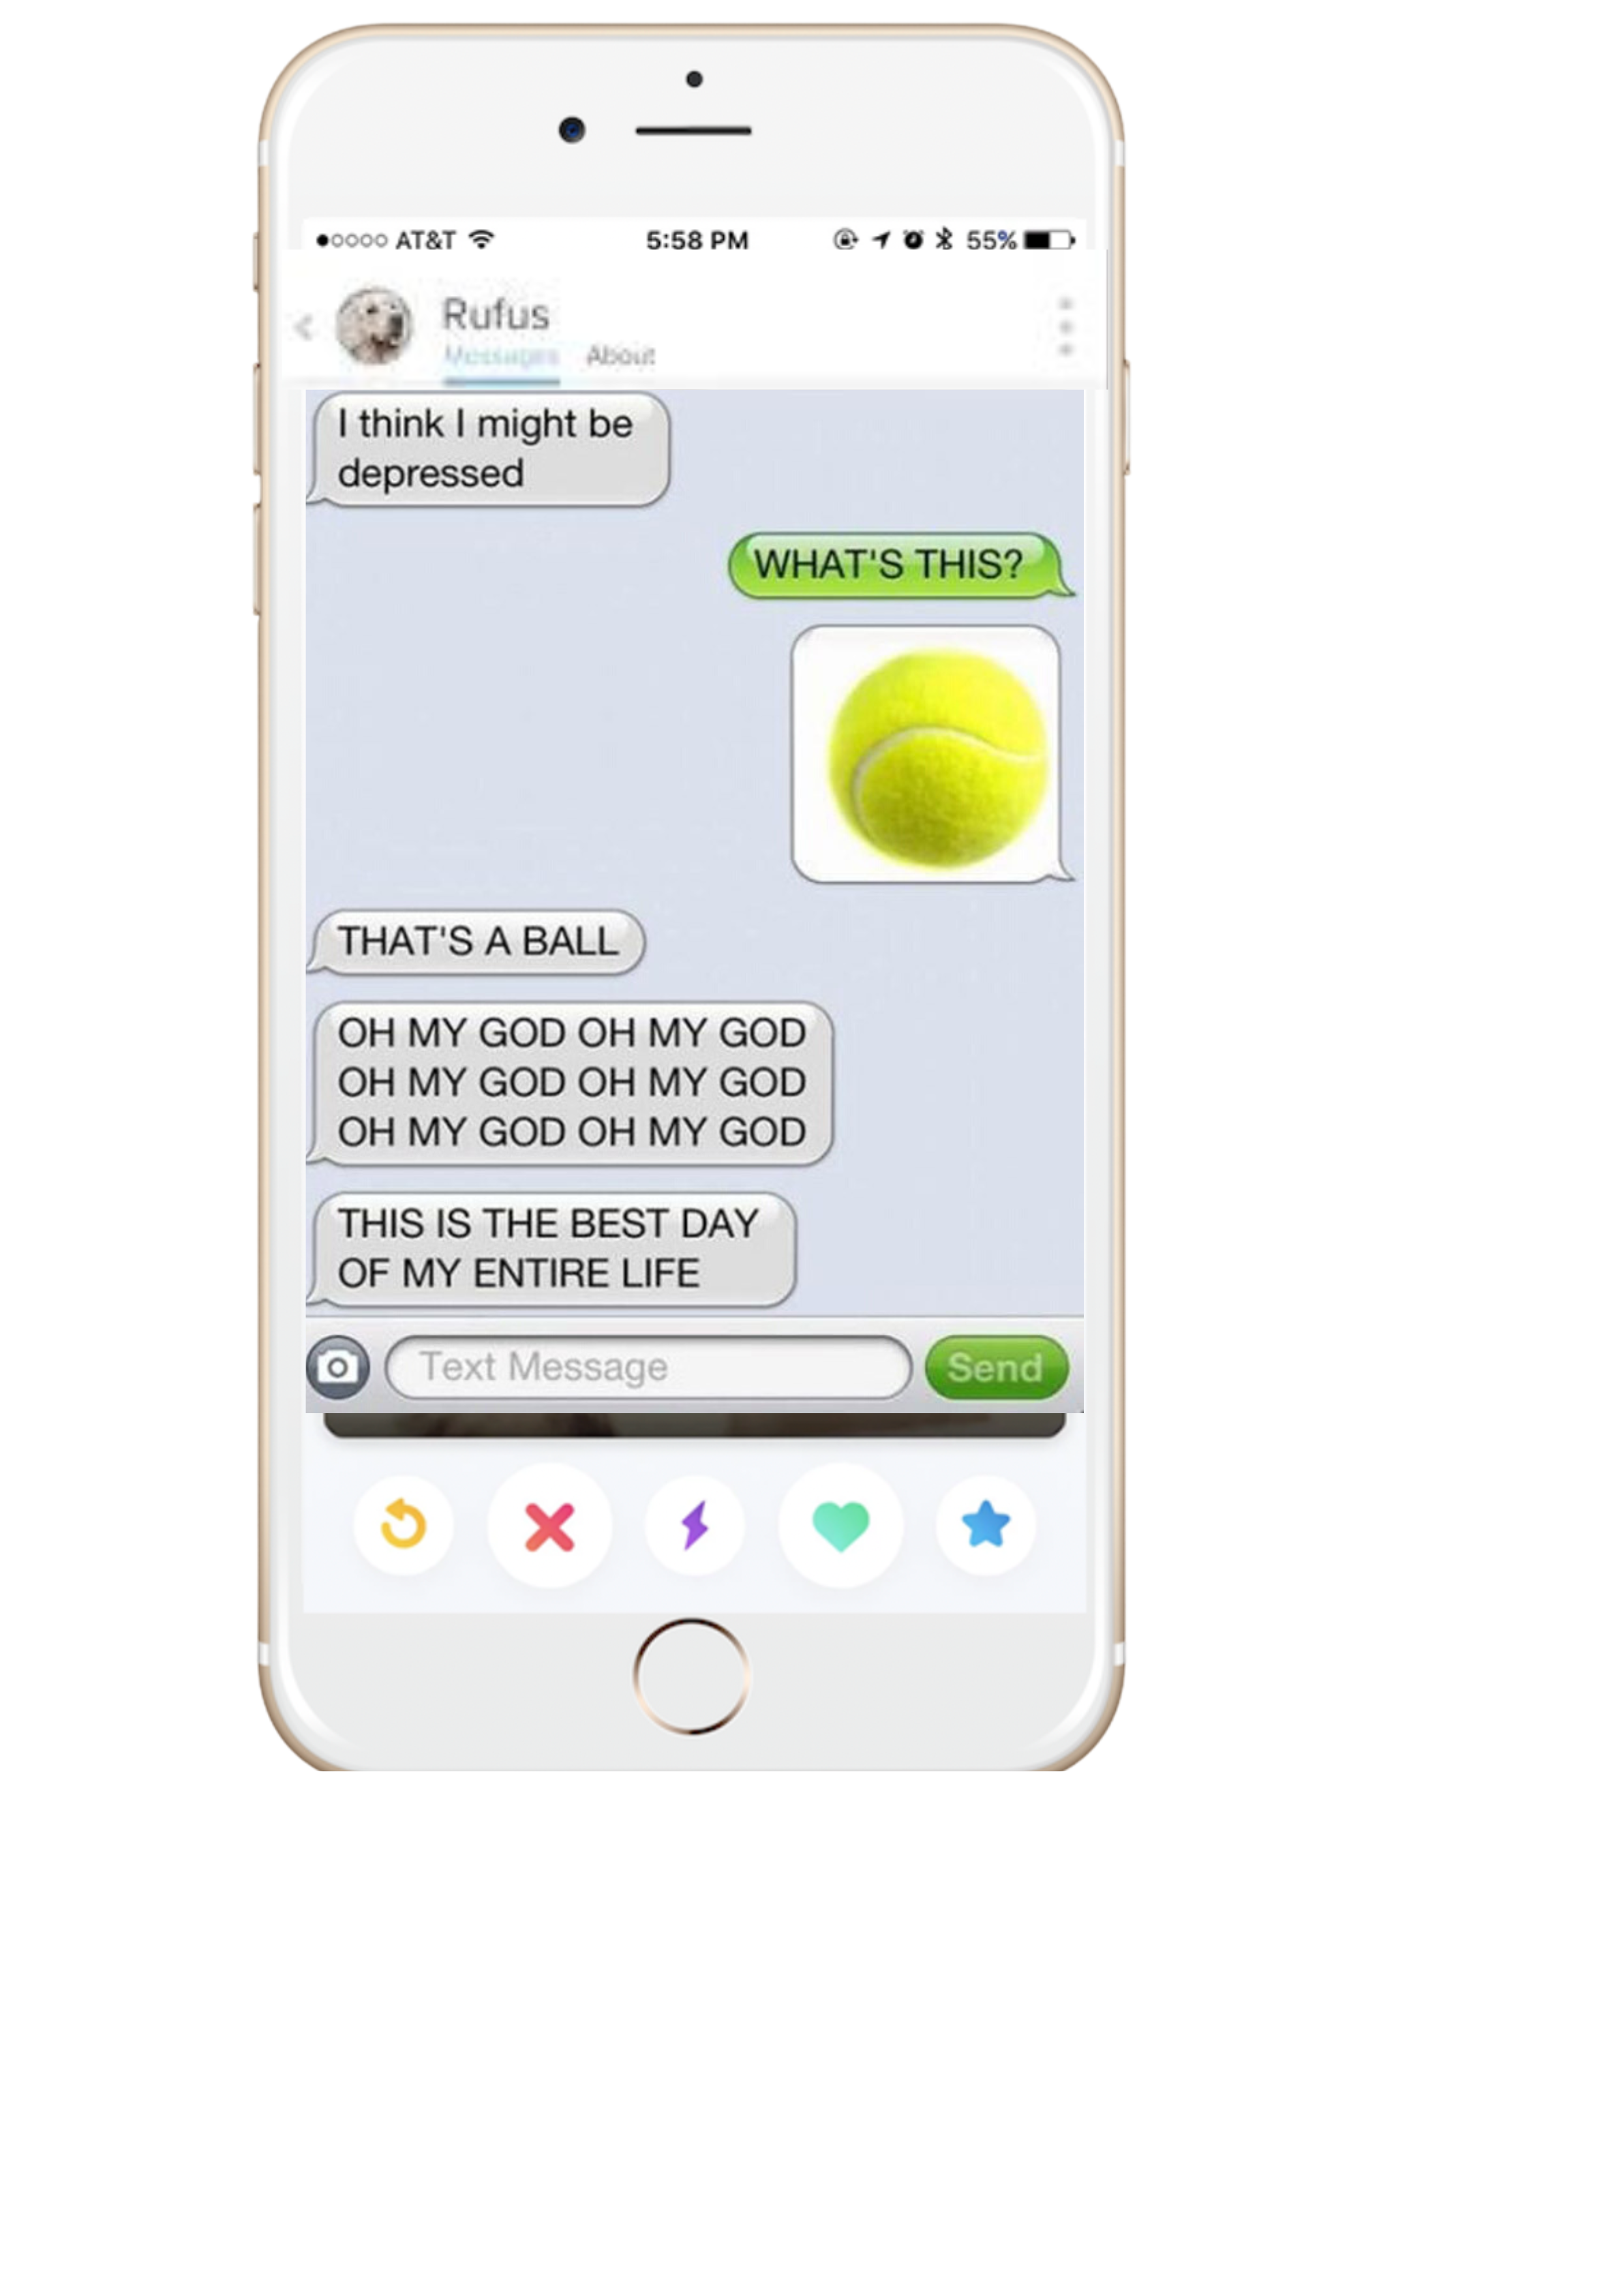 AT&T 5:58 PM 55%
Rufus
Messages About
I think I might be
depressed
WHAT'S THIS?
THAT'S A BALL
OH MY GOD OH MY GOD
OH MY GOD OH MY GOD
OH MY GOD OH MY GOD
THIS IS THE BEST DAY
OF MY ENTIRE LIFE
Text Message Send